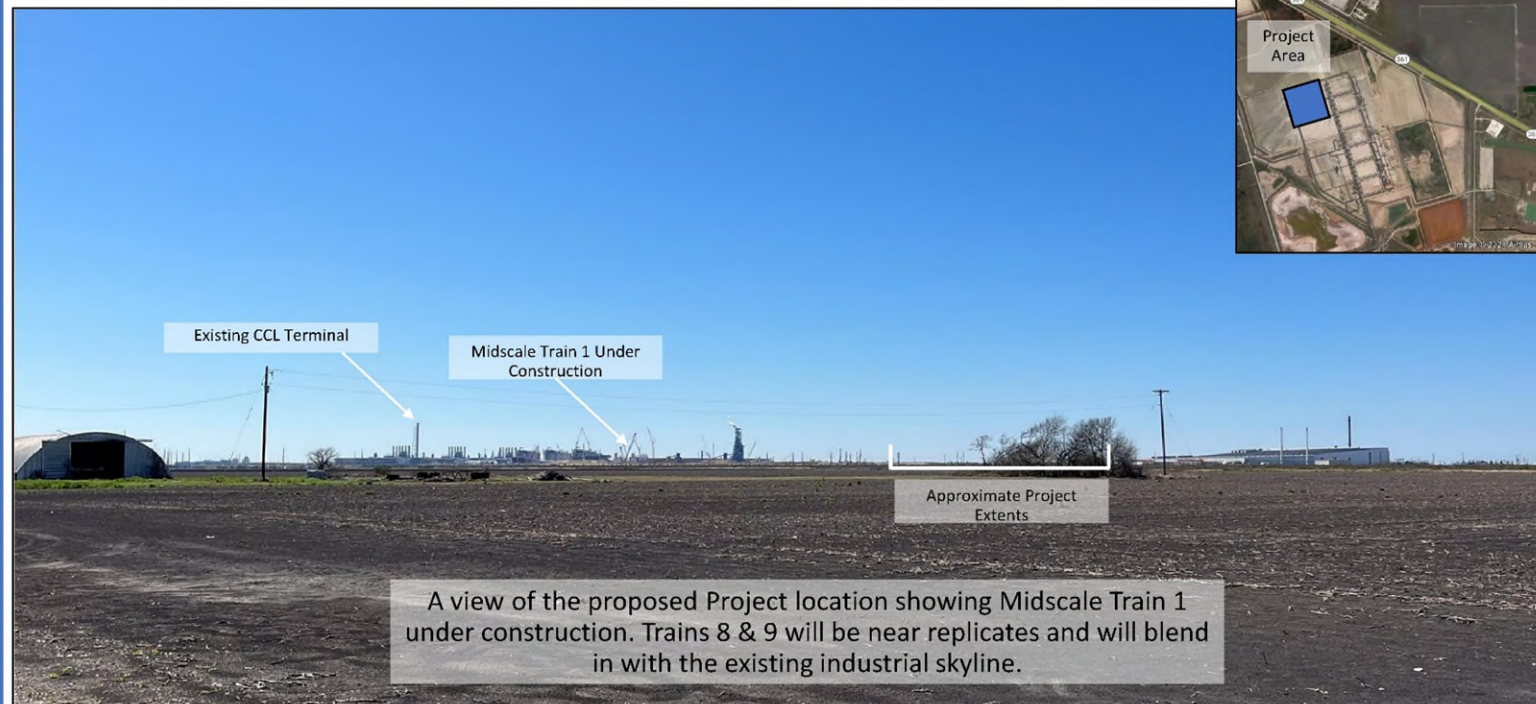 Project
Area
361
Existing CCL Terminal
Midscale Train 1 Under
Construction
Approximate Project
Extents
A view of the proposed Project location showing Midscale Train 1
under construction. Trains 8 & 9 will be near replicates and will blend
in with the existing industrial skyline.